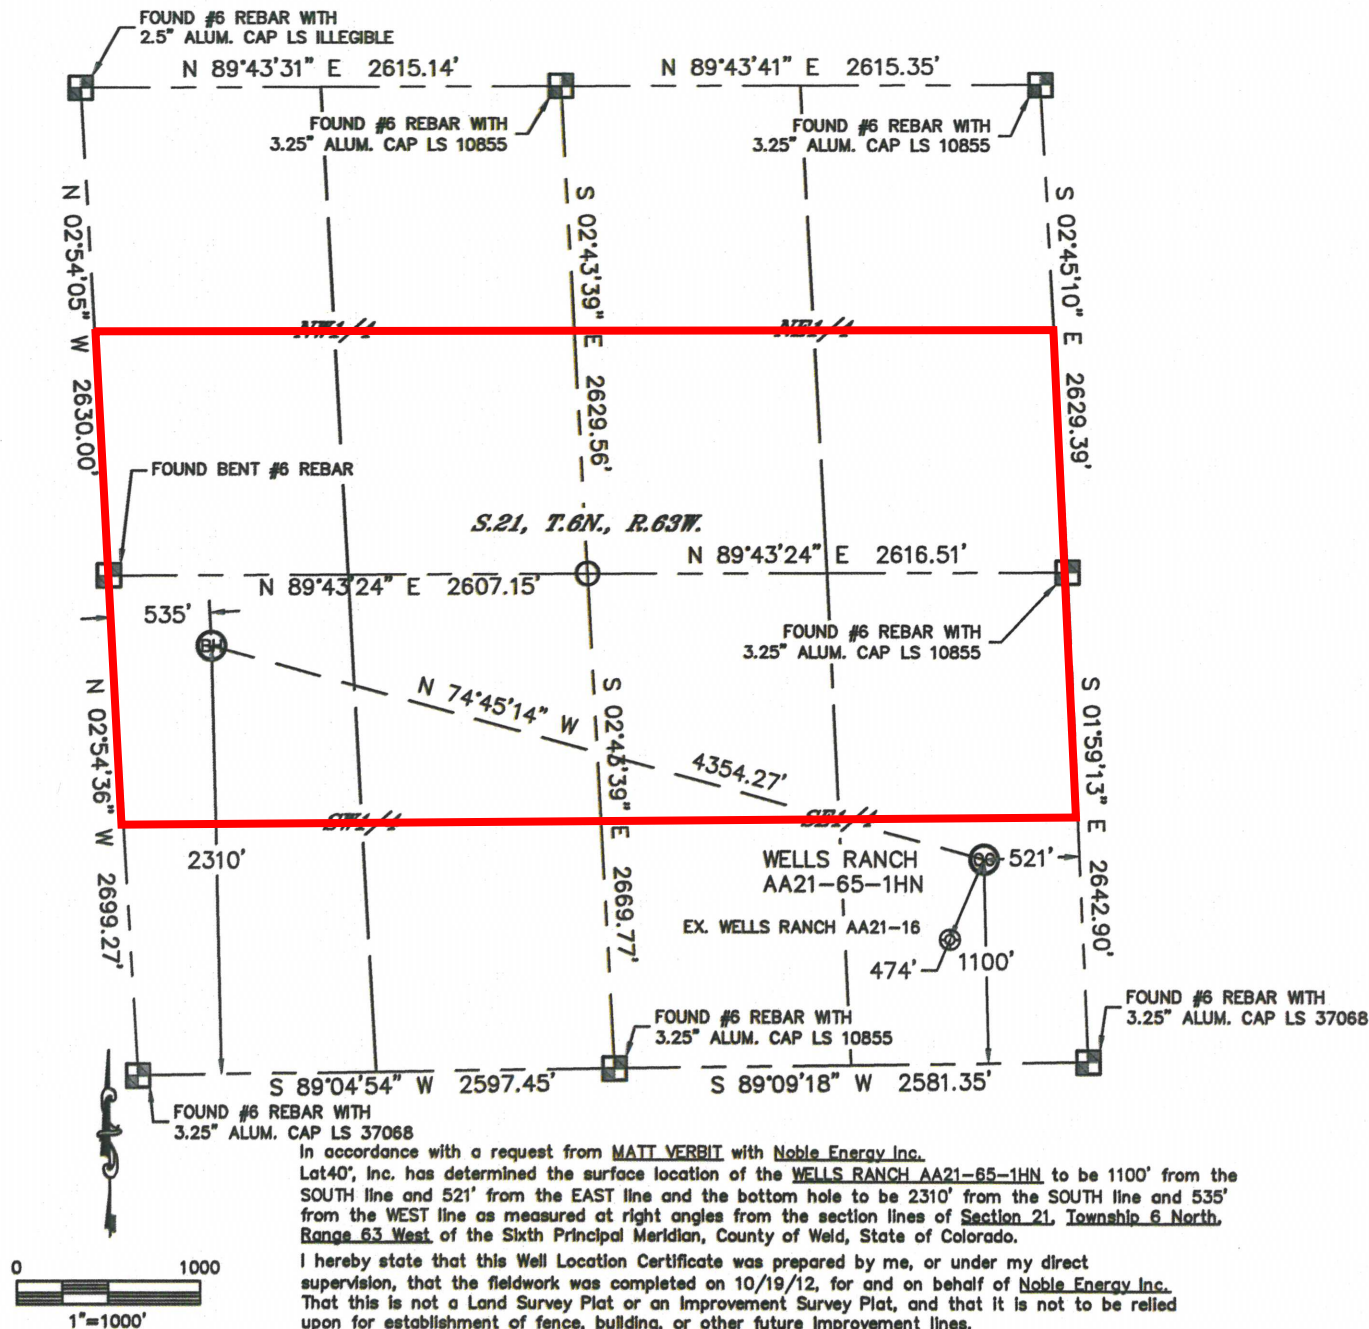 FOUND #6 REBAR WITH
2.5" ALUM. CAP LS ILLEGIBLE
N 89°43'31" E 2615.14'
N 89°43'41" E 2615.35'
FOUND #6 REBAR WITH
3.25" ALUM. CAP LS 10855
FOUND #6 REBAR WITH
3.25" ALUM. CAP LS 10855
N 02°54'05" W 2630.00'
S 02°43'39" E 2629.56'
S 02°45'10" E 2629.39'
NW1/4
NE1/4
FOUND BENT #6 REBAR
S.21, T.6N., R.63W.
N 89°43'24" E 2607.15'
N 89°43'24" E 2616.51'
535'
BH
FOUND #6 REBAR WITH
3.25" ALUM. CAP LS 10855
N 74°45'14" W
4354.27'
N 02°54'36" W 2699.27'
S 02°43'39" E 2669.77'
S 01°59'13" E 2642.90'
SW1/4
SE1/4
2310'
WELLS RANCH
AA21-65-1HN
521'
EX. WELLS RANCH AA21-16
474'
1100'
FOUND #6 REBAR WITH
3.25" ALUM. CAP LS 37068
FOUND #6 REBAR WITH
3.25" ALUM. CAP LS 10855
S 89°04'54" W 2597.45'
S 89°09'18" W 2581.35'
FOUND #6 REBAR WITH
3.25" ALUM. CAP LS 37068
In accordance with a request from MATT VERBIT with Noble Energy Inc.
Lat40°, Inc. has determined the surface location of the WELLS RANCH AA21-65-1HN to be 1100' from the
SOUTH line and 521' from the EAST line and the bottom hole to be 2310' from the SOUTH line and 535'
from the WEST line as measured at right angles from the section lines of Section 21, Township 6 North,
Range 63 West of the Sixth Principal Meridian, County of Weld, State of Colorado.
I hereby state that this Well Location Certificate was prepared by me, or under my direct
supervision, that the fieldwork was completed on 10/19/12, for and on behalf of Noble Energy Inc.
That this is not a Land Survey Plat or an Improvement Survey Plat, and that it is not to be relied
upon for establishment of fence, building, or other future improvement lines.
0 1000
1"=1000'